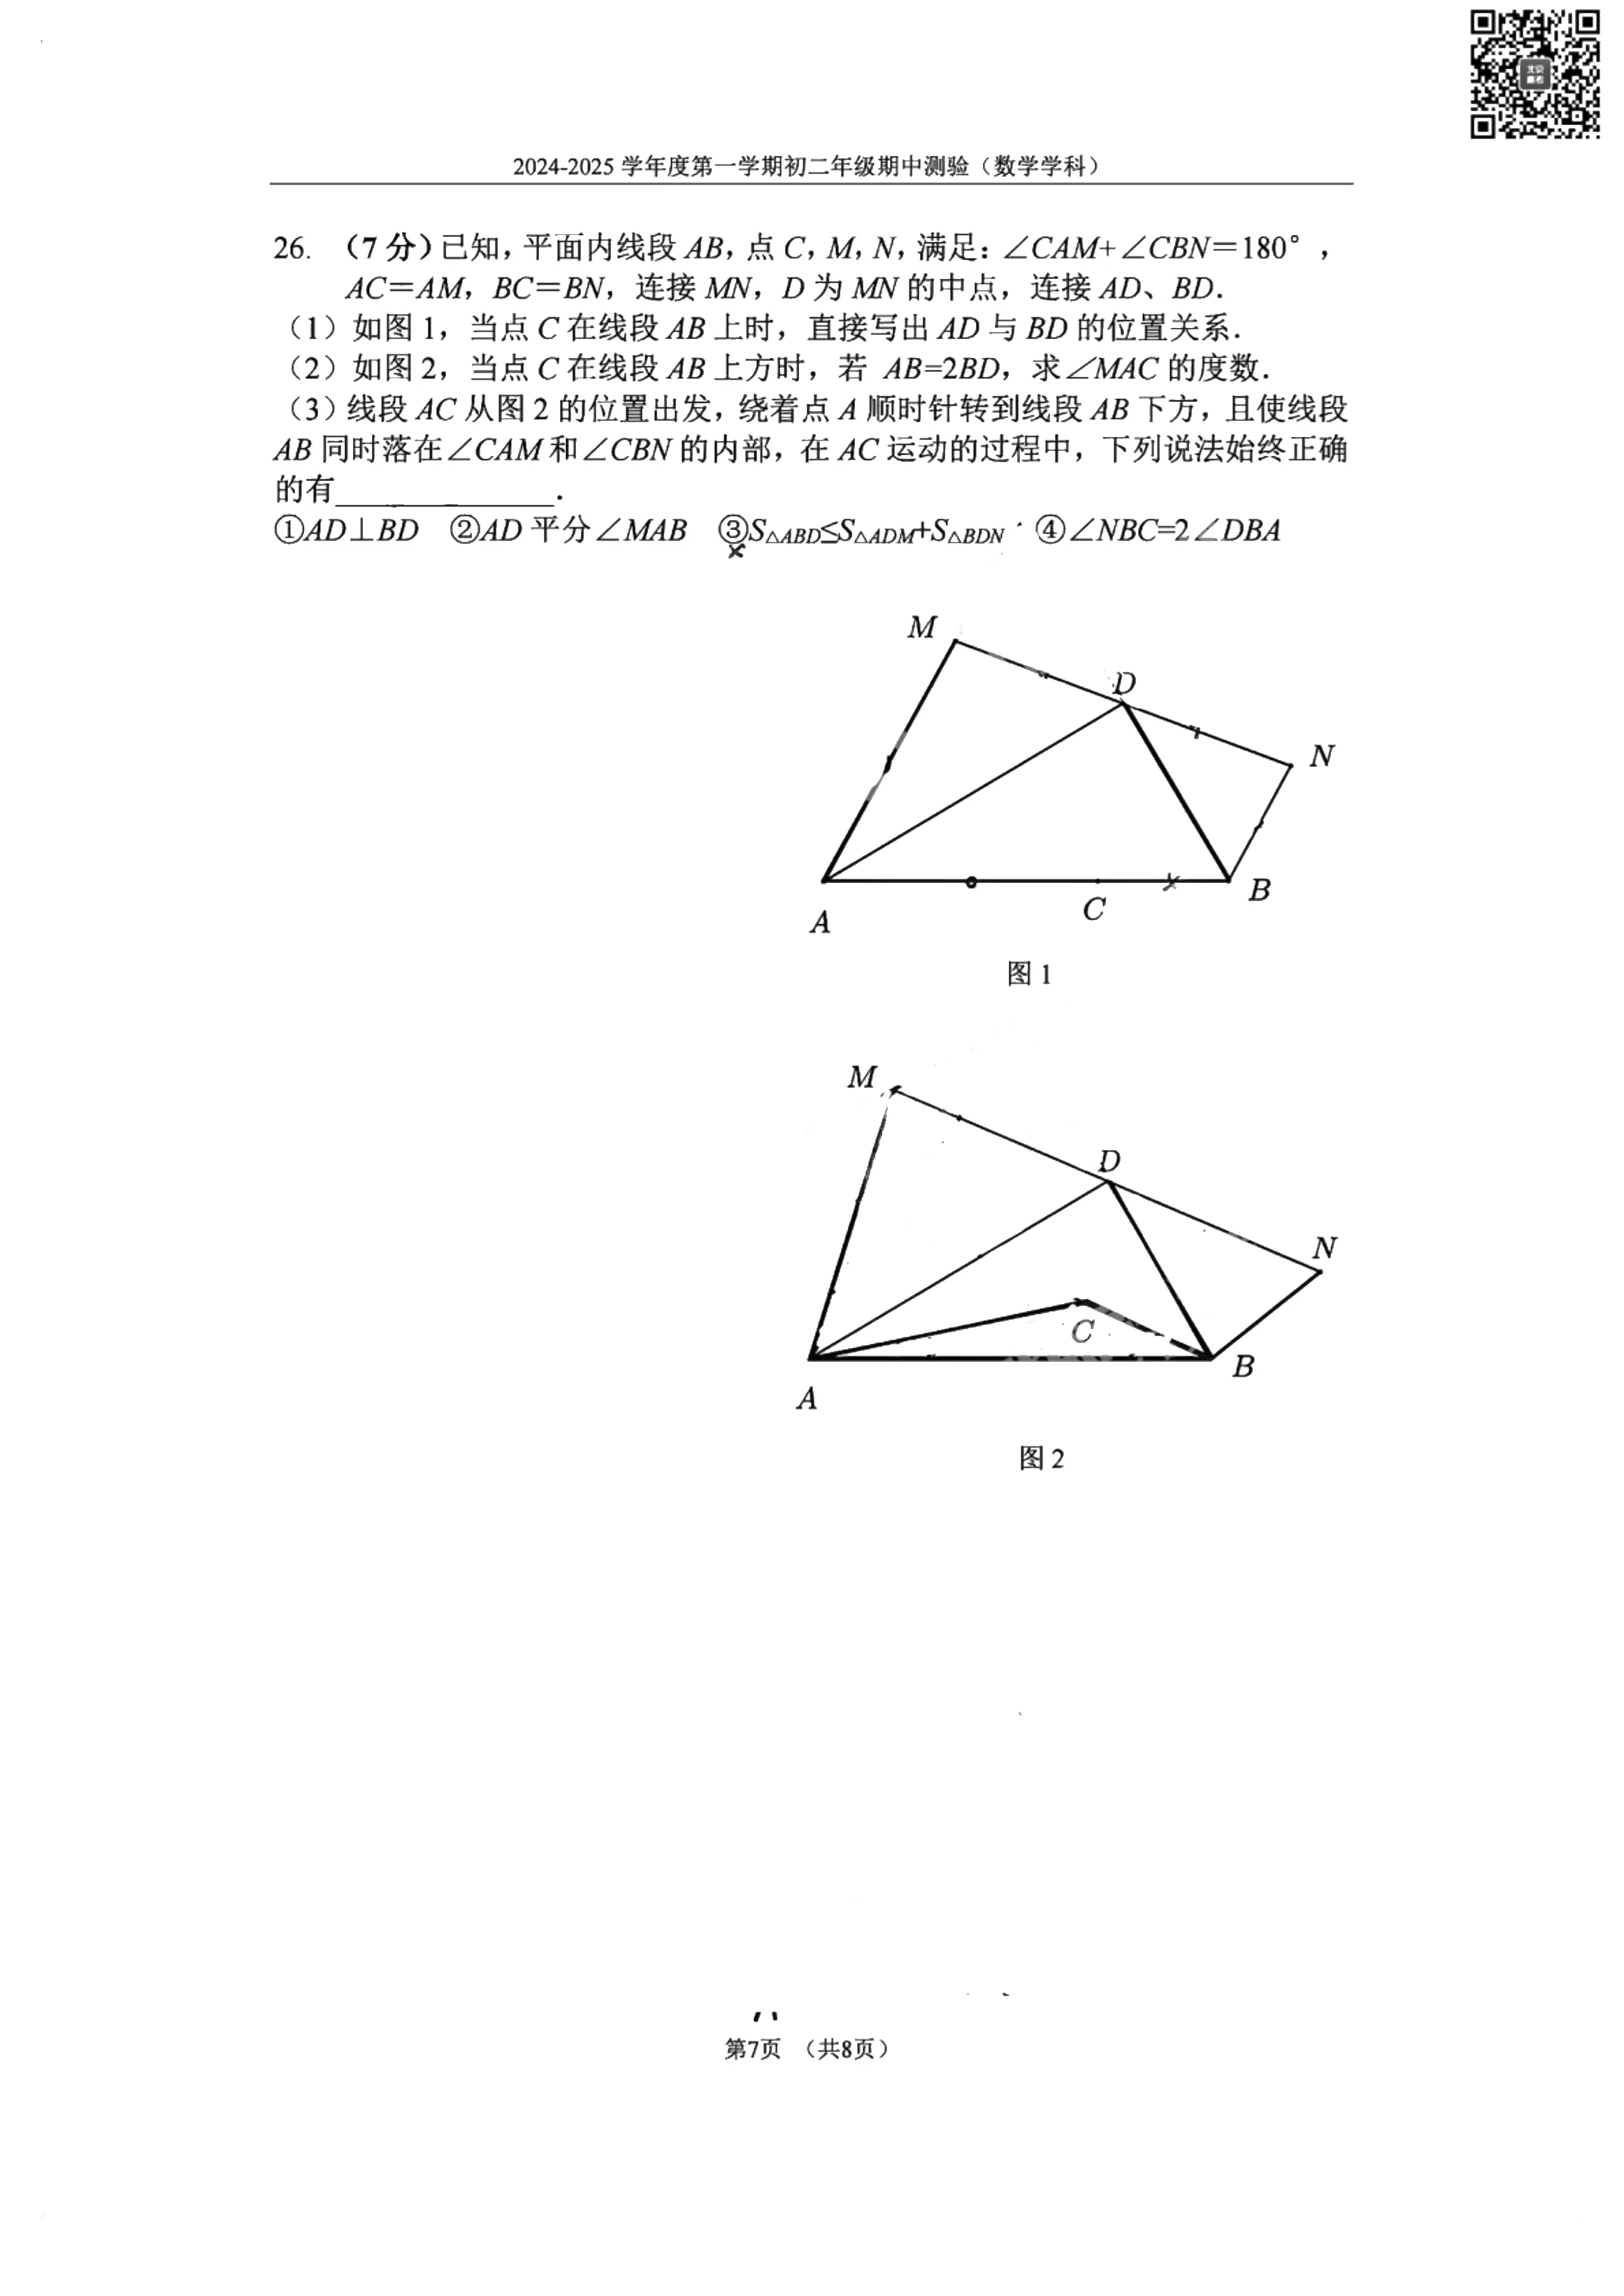 2024-2025 学年度第一学期初二年级期中测验（数学学科）
26. （7 分）已知，平面内线段 AB，点 C，M，N，满足：∠CAM+∠CBN＝180°，
AC＝AM，BC＝BN，连接 MN，D 为 MN 的中点，连接 AD、BD．
（1）如图 1，当点 C 在线段 AB 上时，直接写出 AD 与 BD 的位置关系．
（2）如图 2，当点 C 在线段 AB 上方时，若 AB=2BD，求∠MAC 的度数．
（3）线段 AC 从图 2 的位置出发，绕着点 A 顺时针转到线段 AB 下方，且使线段
AB 同时落在∠CAM 和∠CBN 的内部，在 AC 运动的过程中，下列说法始终正确
的有______________．
①AD⊥BD ②AD 平分∠MAB ③S△ABD≤S△ADM+S△BDN ④∠NBC=2∠DBA
M
D
N
A
C
B
图 1
M
D
N
C
B
A
图 2
第7页 （共8页）